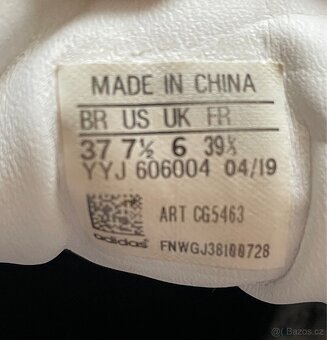 MADE IN CHINA
BR US UK FR
37 7½ 6 39⅓
YYJ 606004 04/19
ART CG5463
adidas FNWGJ38100728
Bazos.cz